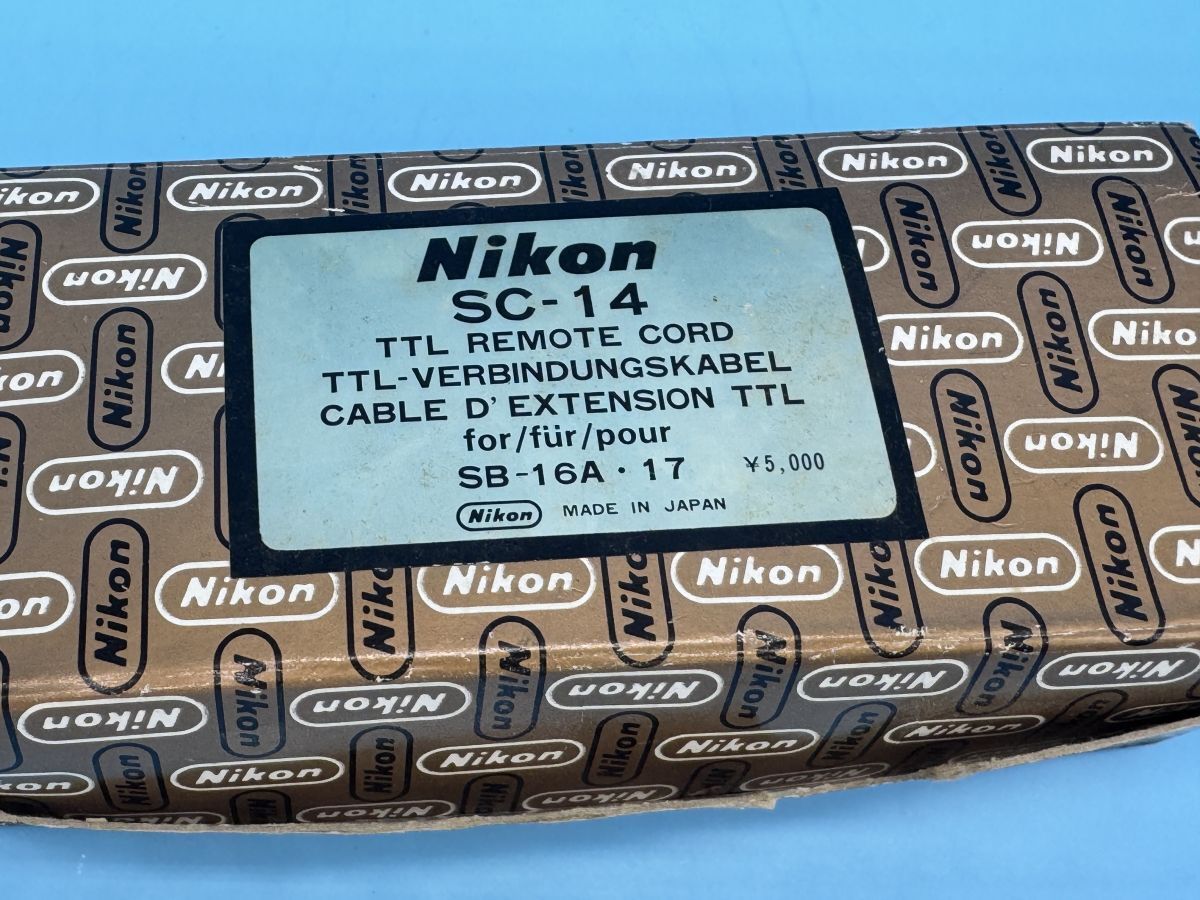 Nikon
SC-14
TTL REMOTE CORD
TTL-VERBINDUNGSKABEL
CABLE D'EXTENSION TTL
for/für/pour
SB-16A・17 ¥5,000
Nikon MADE IN JAPAN